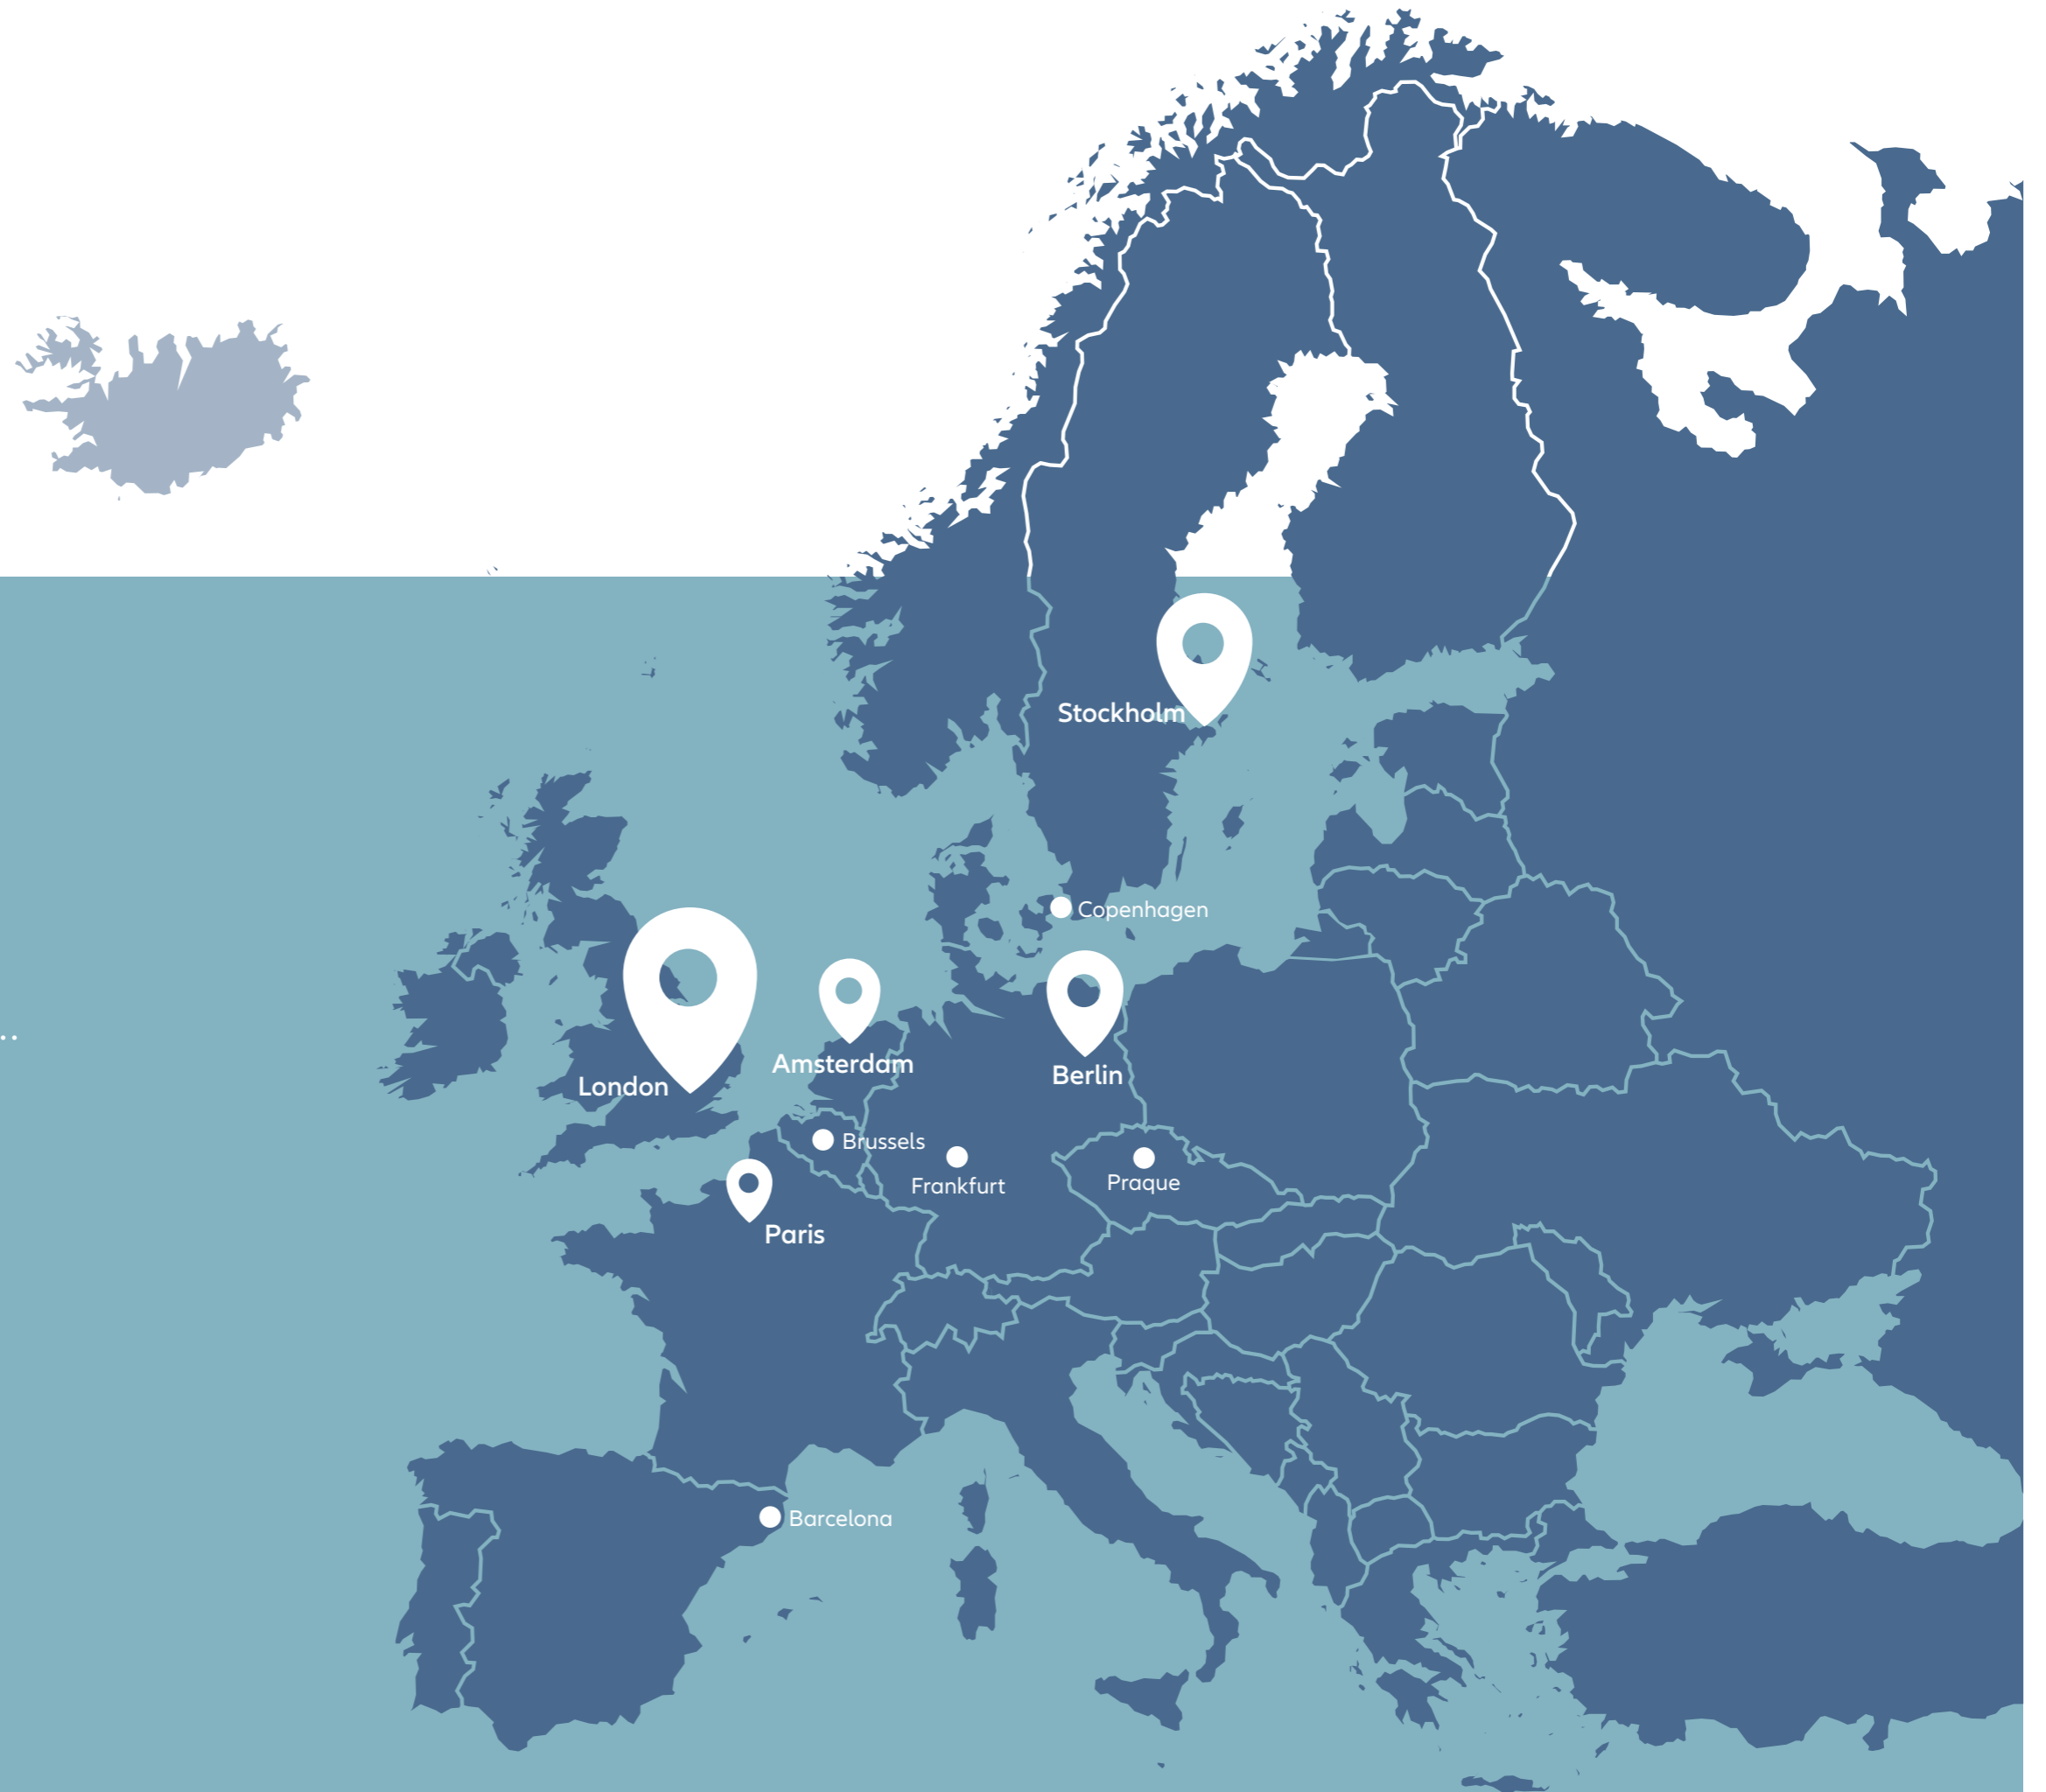 Stockholm
Copenhagen
Amsterdam
Berlin
London
Brussels
Frankfurt
Praque
Paris
Barcelona